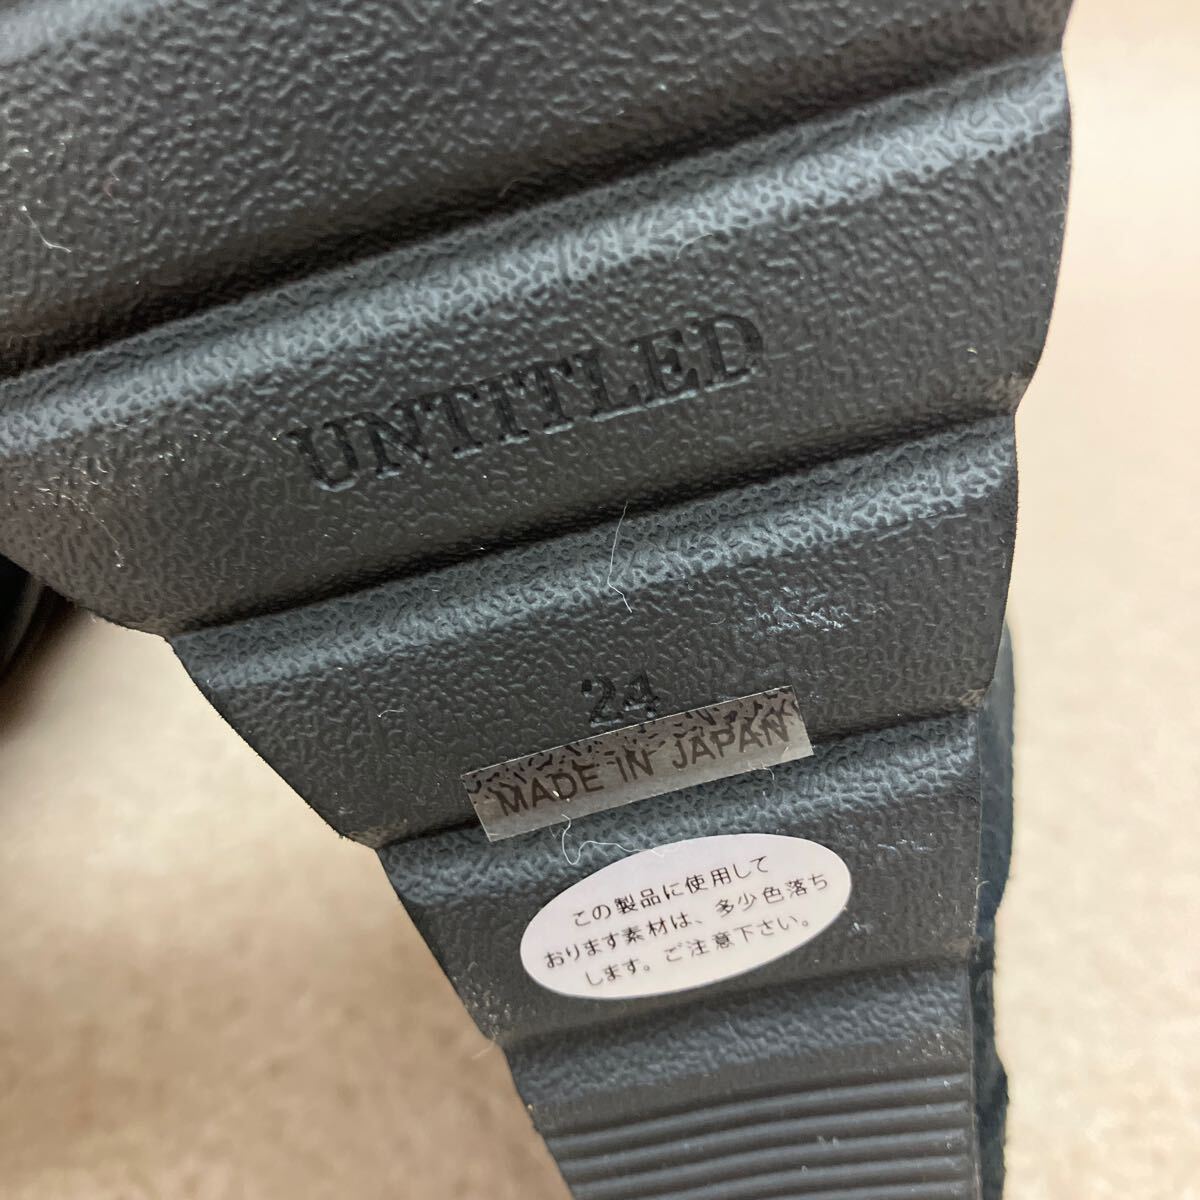 UNTITLED
24
MADE IN JAPAN
この製品に使用して
おります素材は、多少色落ち
します。ご注意下さい。